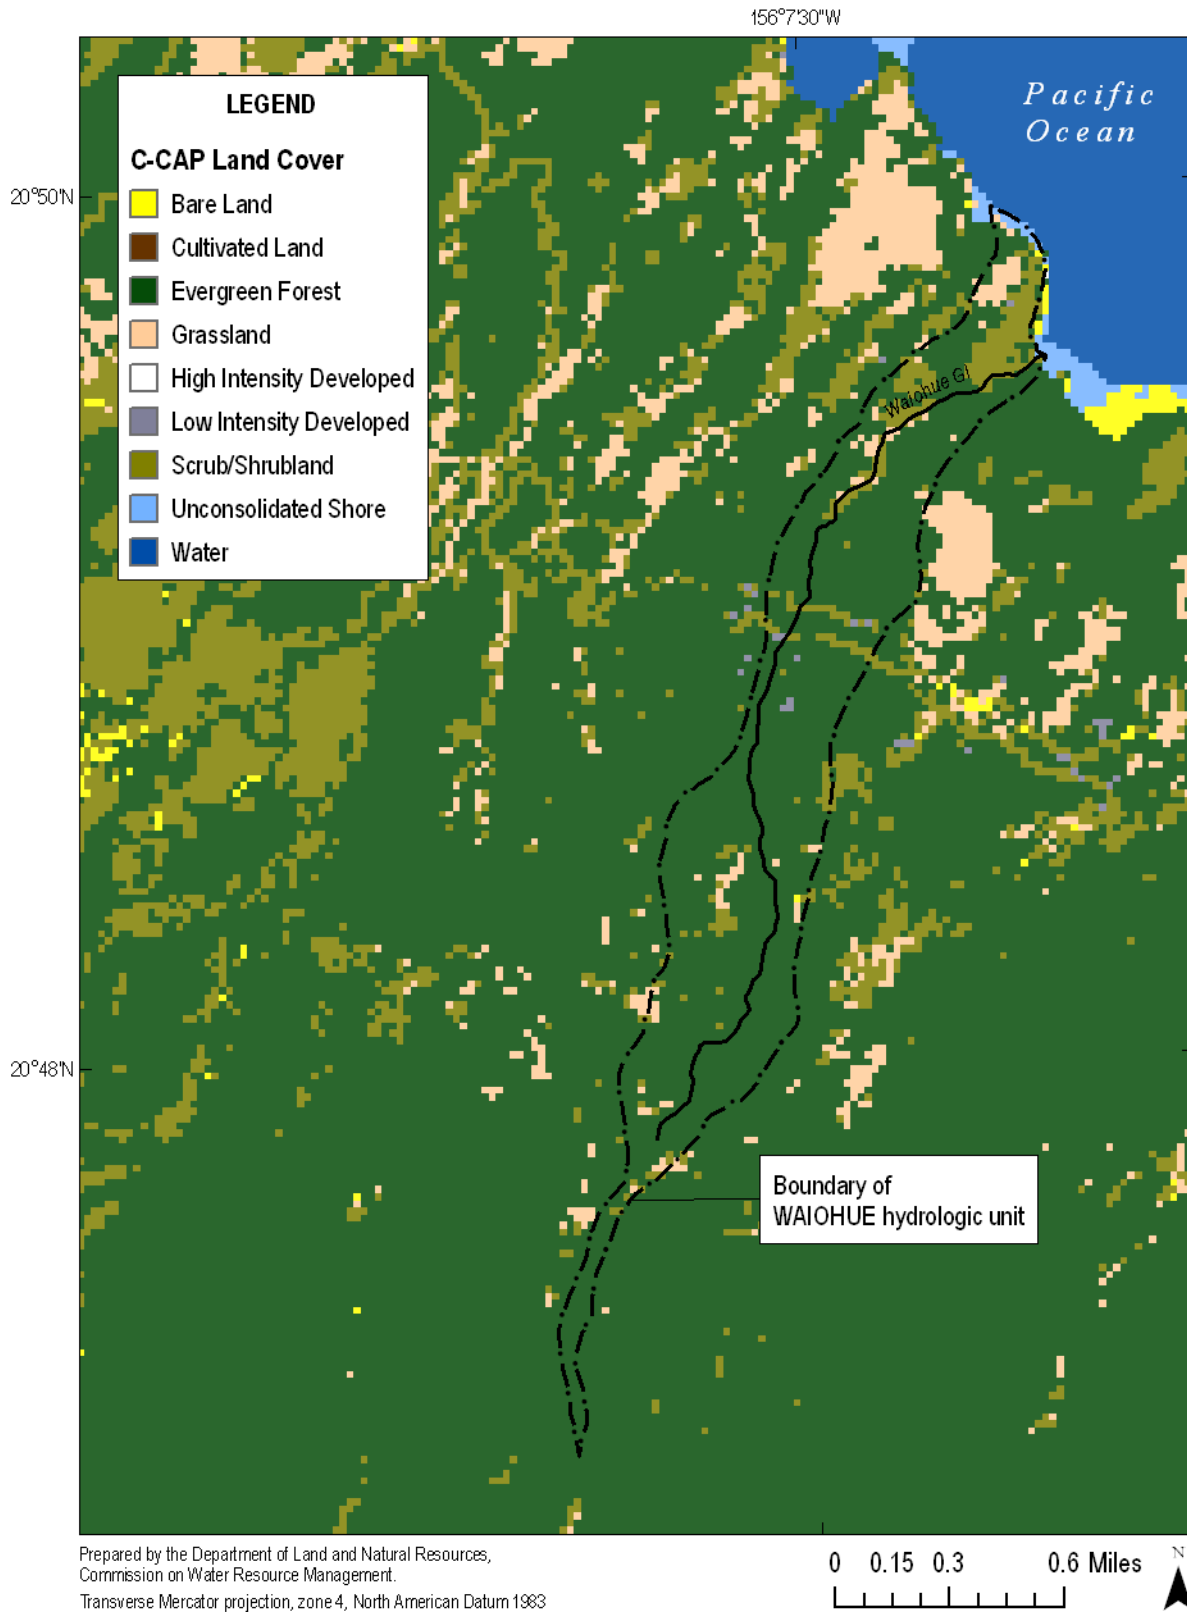 156°7'30"W
Pacific
Ocean
LEGEND
C-CAP Land Cover
20°50'N
Bare Land
Cultivated Land
Evergreen Forest
Grassland
High Intensity Developed
Low Intensity Developed
Scrub/Shrubland
Unconsolidated Shore
Water
Waiohue Gl
20°48'N
Boundary of
WAIOHUE hydrologic unit
Prepared by the Department of Land and Natural Resources,
Commission on Water Resource Management.
Transverse Mercator projection, zone 4, North American Datum 1983
0 0.15 0.3 0.6 Miles
N